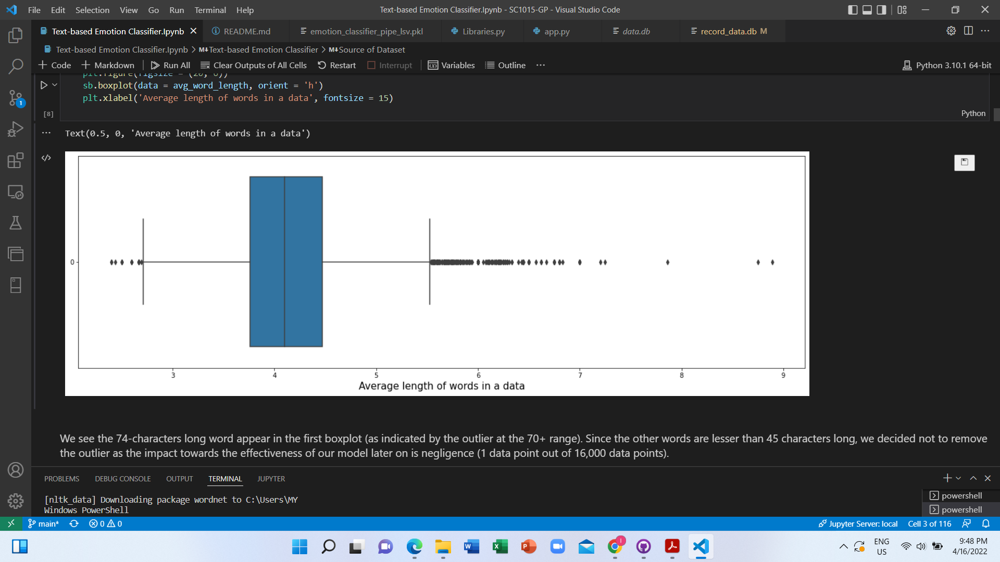 File Edit Selection View Go Run Terminal Help
Text-based Emotion Classifier.Ipynb - SC1015-GP - Visual Studio Code
Text-based Emotion Classifier.Ipynb README.md emotion_classifier_pipe_lsv.pkl Libraries.py app.py data.db record_data.db M
Text-based Emotion Classifier.Ipynb > M↓Text-based Emotion Classifier > M↓Source of Dataset
+ Code + Markdown Run All Clear Outputs of All Cells Restart Interrupt Variables Outline ... Python 3.10.1 64-bit
plt.figure(figsize = (20, 6))
sb.boxplot(data = avg_word_length, orient = 'h')
plt.xlabel('Average length of words in a data', fontsize = 15)
[8] Python
Text(0.5, 0, 'Average length of words in a data')
0
3 4 5 6 7 8 9
Average length of words in a data
We see the 74-characters long word appear in the first boxplot (as indicated by the outlier at the 70+ range). Since the other words are lesser than 45 characters long, we decided not to remove
the outlier as the impact towards the effectiveness of our model later on is negligence (1 data point out of 16,000 data points).
PROBLEMS DEBUG CONSOLE OUTPUT TERMINAL JUPYTER
[nltk_data] Downloading package wordnet to C:\Users\MY
Windows PowerShell
powershell
powershell
main* 0 0 Jupyter Server: local Cell 3 of 116
1
ENG
US
9:48 PM
4/16/2022